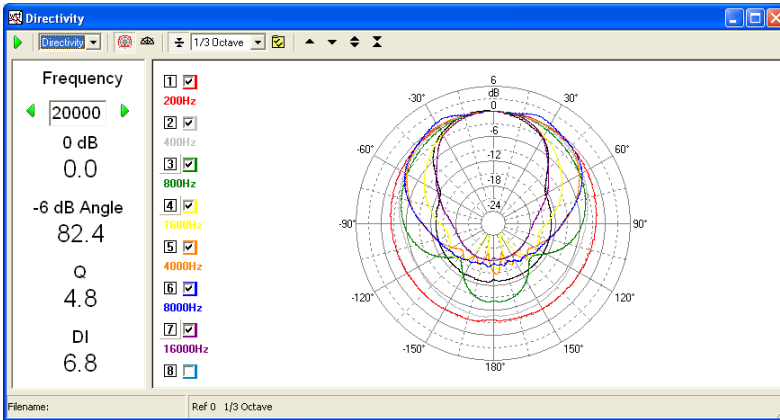 Directivity
Directivity
1/3 Octave
Frequency
20000
0 dB
0.0
-6 dB Angle
82.4
Q
4.8
DI
6.8
1
200Hz
2
400Hz
3
800Hz
4
1600Hz
5
4000Hz
6
8000Hz
7
16000Hz
8
6
dB
0
-6
-12
-18
-24
-30°
30°
-60°
60°
-90°
90°
-120°
120°
-150°
150°
180°
Filename:
Ref 0 1/3 Octave